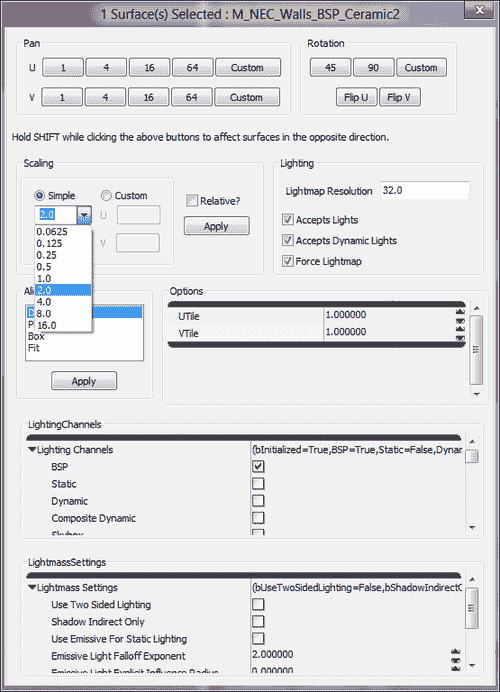 1 Surface(s) Selected : M_NEC_Walls_BSP_Ceramic2
Pan
U 1 4 16 64 Custom
V 1 4 16 64 Custom
Rotation
45 90 Custom
Flip U Flip V
Hold SHIFT while clicking the above buttons to affect surfaces in the opposite direction.
Scaling
Simple Custom
2.0 U
V
0.0625
0.125
0.25
0.5
1.0
2.0
4.0
8.0
16.0
Relative?
Apply
Lighting
Lightmap Resolution 32.0
Accepts Lights
Accepts Dynamic Lights
Force Lightmap
Box
Fit
Apply
Options
UTile 1.000000
VTile 1.000000
LightingChannels
Lighting Channels (bInitialized=True,BSP=True,Static=False,Dynar
BSP
Static
Dynamic
Composite Dynamic
Skybox
LightmassSettings
Lightmass Settings (bUseTwoSidedLighting=False,bShadowIndirectO
Use Two Sided Lighting
Shadow Indirect Only
Use Emissive For Static Lighting
Emissive Light Falloff Exponent 2.000000
Emissive Light Explicit Influence Radius 0.000000